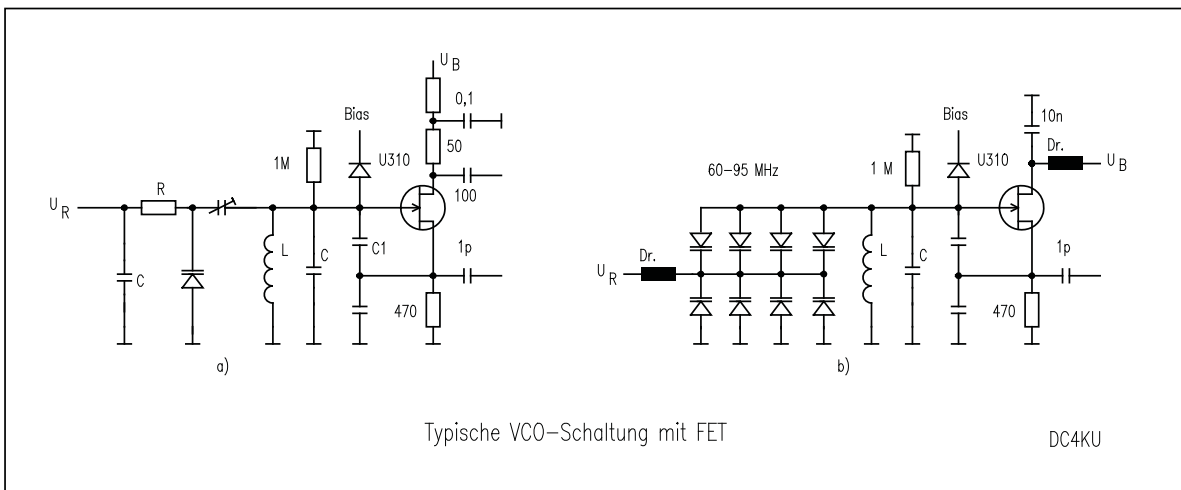 U B
0,1
Bias
50
1M
U310
R
100
U R
C1
L
C
1p
C
470
a)
10n
Bias
Dr.
U310
U B
60-95 MHz
1 M
Dr.
L
C
1p
U R
470
b)
Typische VCO-Schaltung mit FET
DC4KU